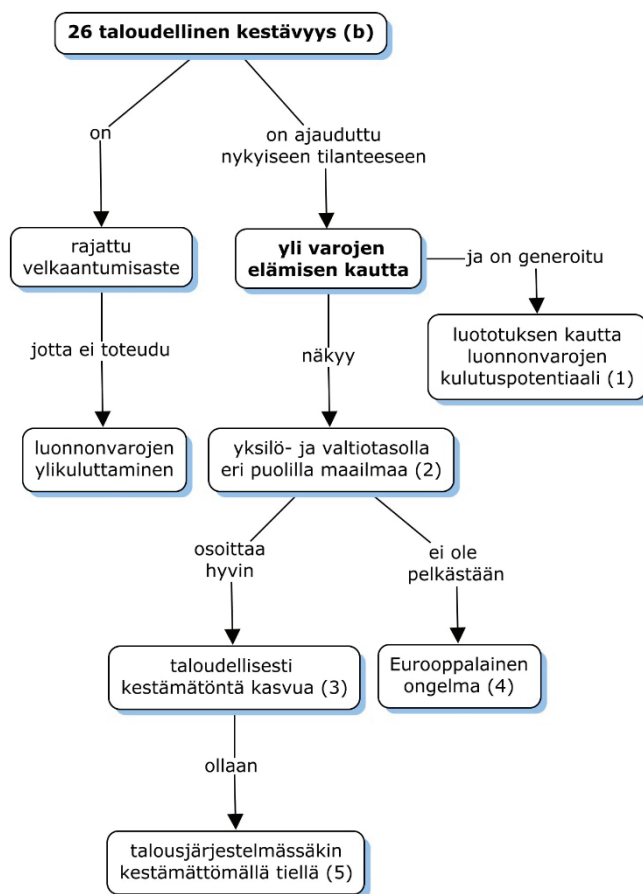 26 taloudellinen kestävyys (b)
on
on ajauduttu
nykyiseen tilanteeseen
rajattu
velkaantumisaste
yli varojen
elämisen kautta
ja on generoitu
jotta ei toteudu
näkyy
luototuksen kautta
luonnonvarojen
kulutuspotentiaali (1)
luonnonvarojen
ylikuluttaminen
yksilö- ja valtiotasolla
eri puolilla maailmaa (2)
osoittaa
hyvin
ei ole
pelkästään
taloudellisesti
kestämätöntä kasvua (3)
Eurooppalainen
ongelma (4)
ollaan
talousjärjestelmässäkin
kestämättömällä tiellä (5)